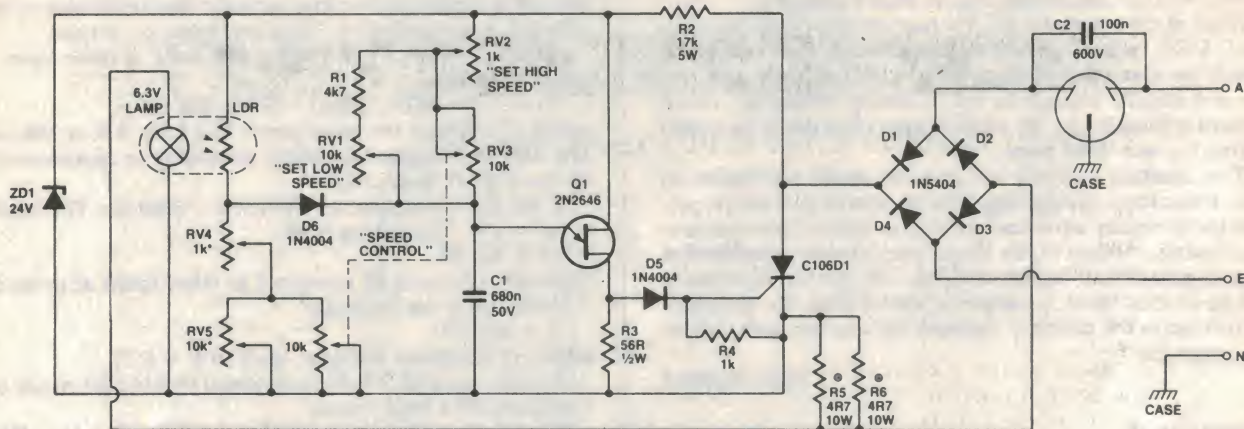 6.3V
LAMP
LDR
ZD1
24V
RV4
1k*
RV5
10k*
10k
D6
1N4004
"SPEED
CONTROL"
R1
4k7
RV1
10k
"SET LOW
SPEED"
RV2
1k
"SET HIGH
SPEED"
RV3
10k
C1
680n
50V
Q1
2N2646
D5
1N4004
R3
56R
½W
R4
1k
R2
17k
5W
C106D1
R5
4R7
10W
R6
4R7
10W
D1
D2
1N5404
D4
D3
C2
100n
600V
CASE
A
E
N
CASE